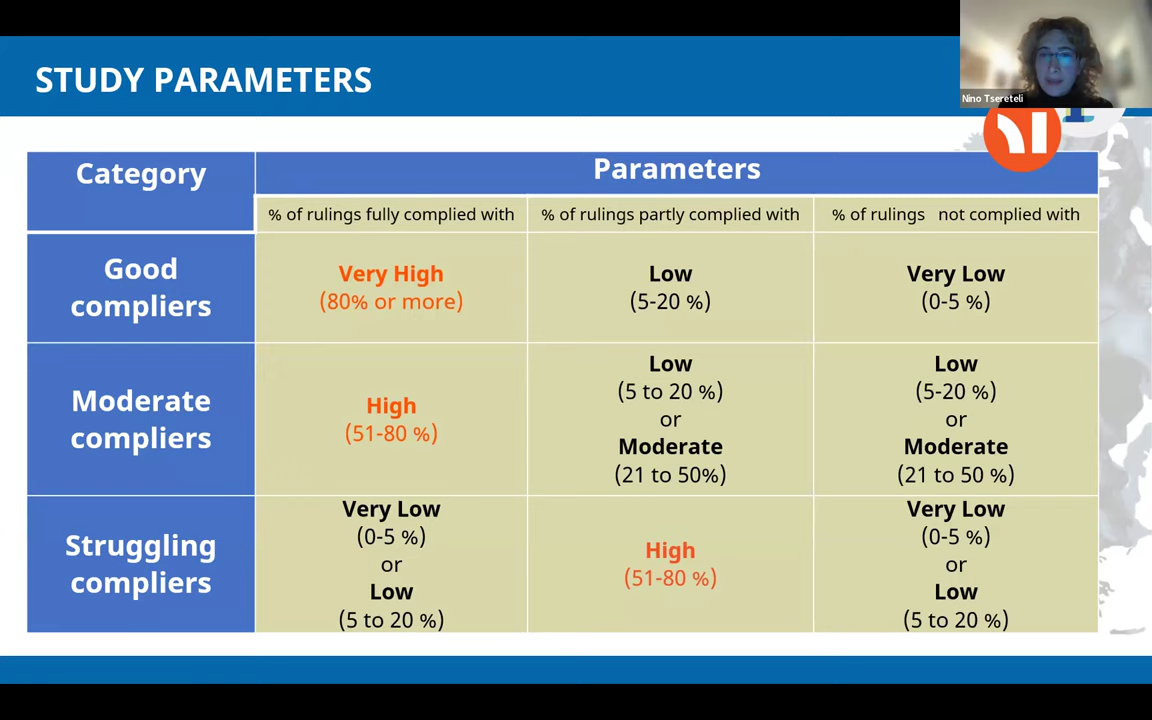 STUDY PARAMETERS
Nino Tsereteli
Category
Parameters
% of rulings fully complied with
% of rulings partly complied with
% of rulings not complied with
Good
compliers
Very High
(80% or more)
Low
(5-20 %)
Very Low
(0-5 %)
Moderate
compliers
High
(51-80 %)
Low
(5 to 20 %)
or
Moderate
(21 to 50%)
Low
(5-20 %)
or
Moderate
(21 to 50 %)
Struggling
compliers
Very Low
(0-5 %)
or
Low
(5 to 20 %)
High
(51-80 %)
Very Low
(0-5 %)
or
Low
(5 to 20 %)